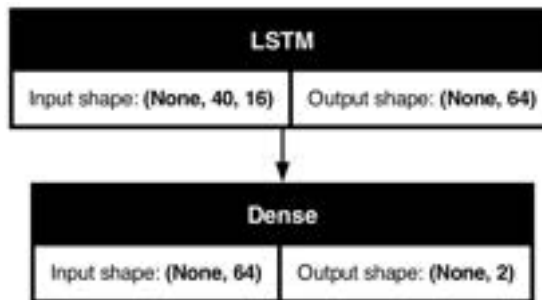 LSTM
Input shape: (None, 40, 16) Output shape: (None, 64)
Dense
Input shape: (None, 64) Output shape: (None, 2)